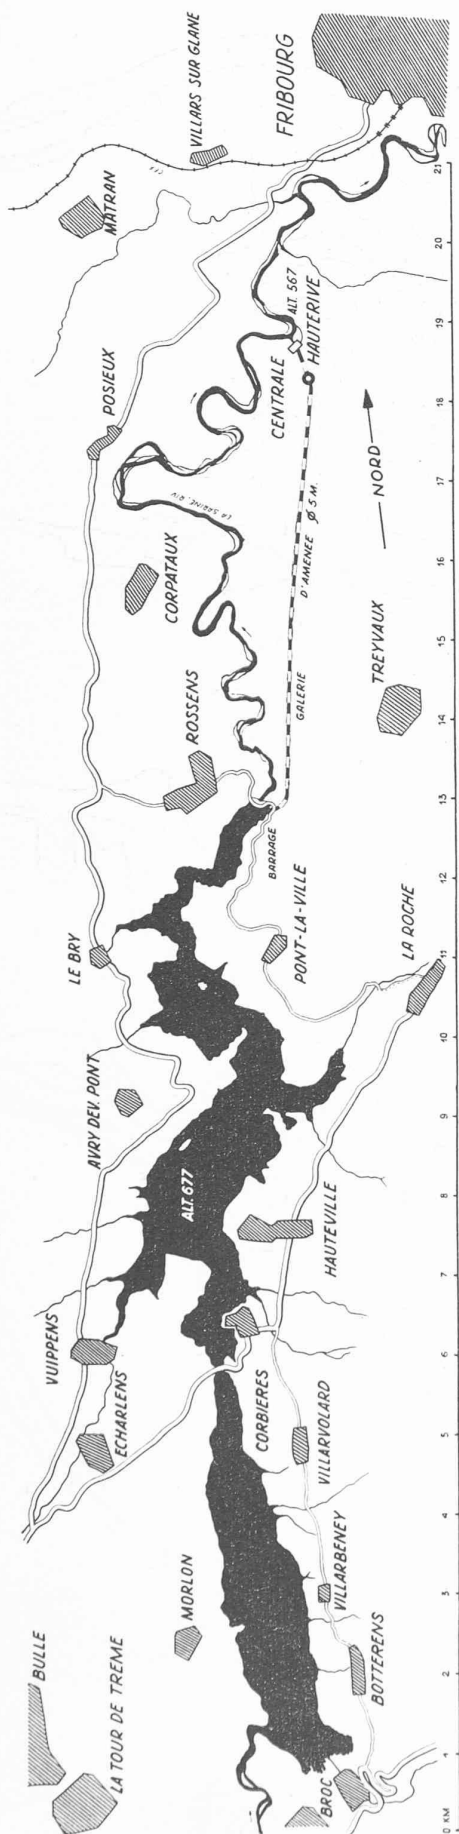 BULLE
LA TOUR DE TREME
BROC
MORLON
BOTTERENS
VILLARBENEY
VILLARVOLARD
ECHARLENS
VUIPPENS
CORBIERES
HAUTEVILLE
ALT. 677
AVRY DEV. PONT
LE BRY
PONT-LA-VILLE
LA ROCHE
BARRAGE
ROSSENS
GALERIE
D'AMENEE Ø 5 M.
TREYVAUX
CORPATAUX
LA SARINE. RIV
POSIEUX
NORD
CENTRALE
HAUTERIVE
ALT. 567
MATRAN
CFF
VILLARS SUR GLANE
FRIBOURG
0 KM 1 2 3 4 5 6 7 8 9 10 11 12 13 14 15 16 17 18 19 20 21